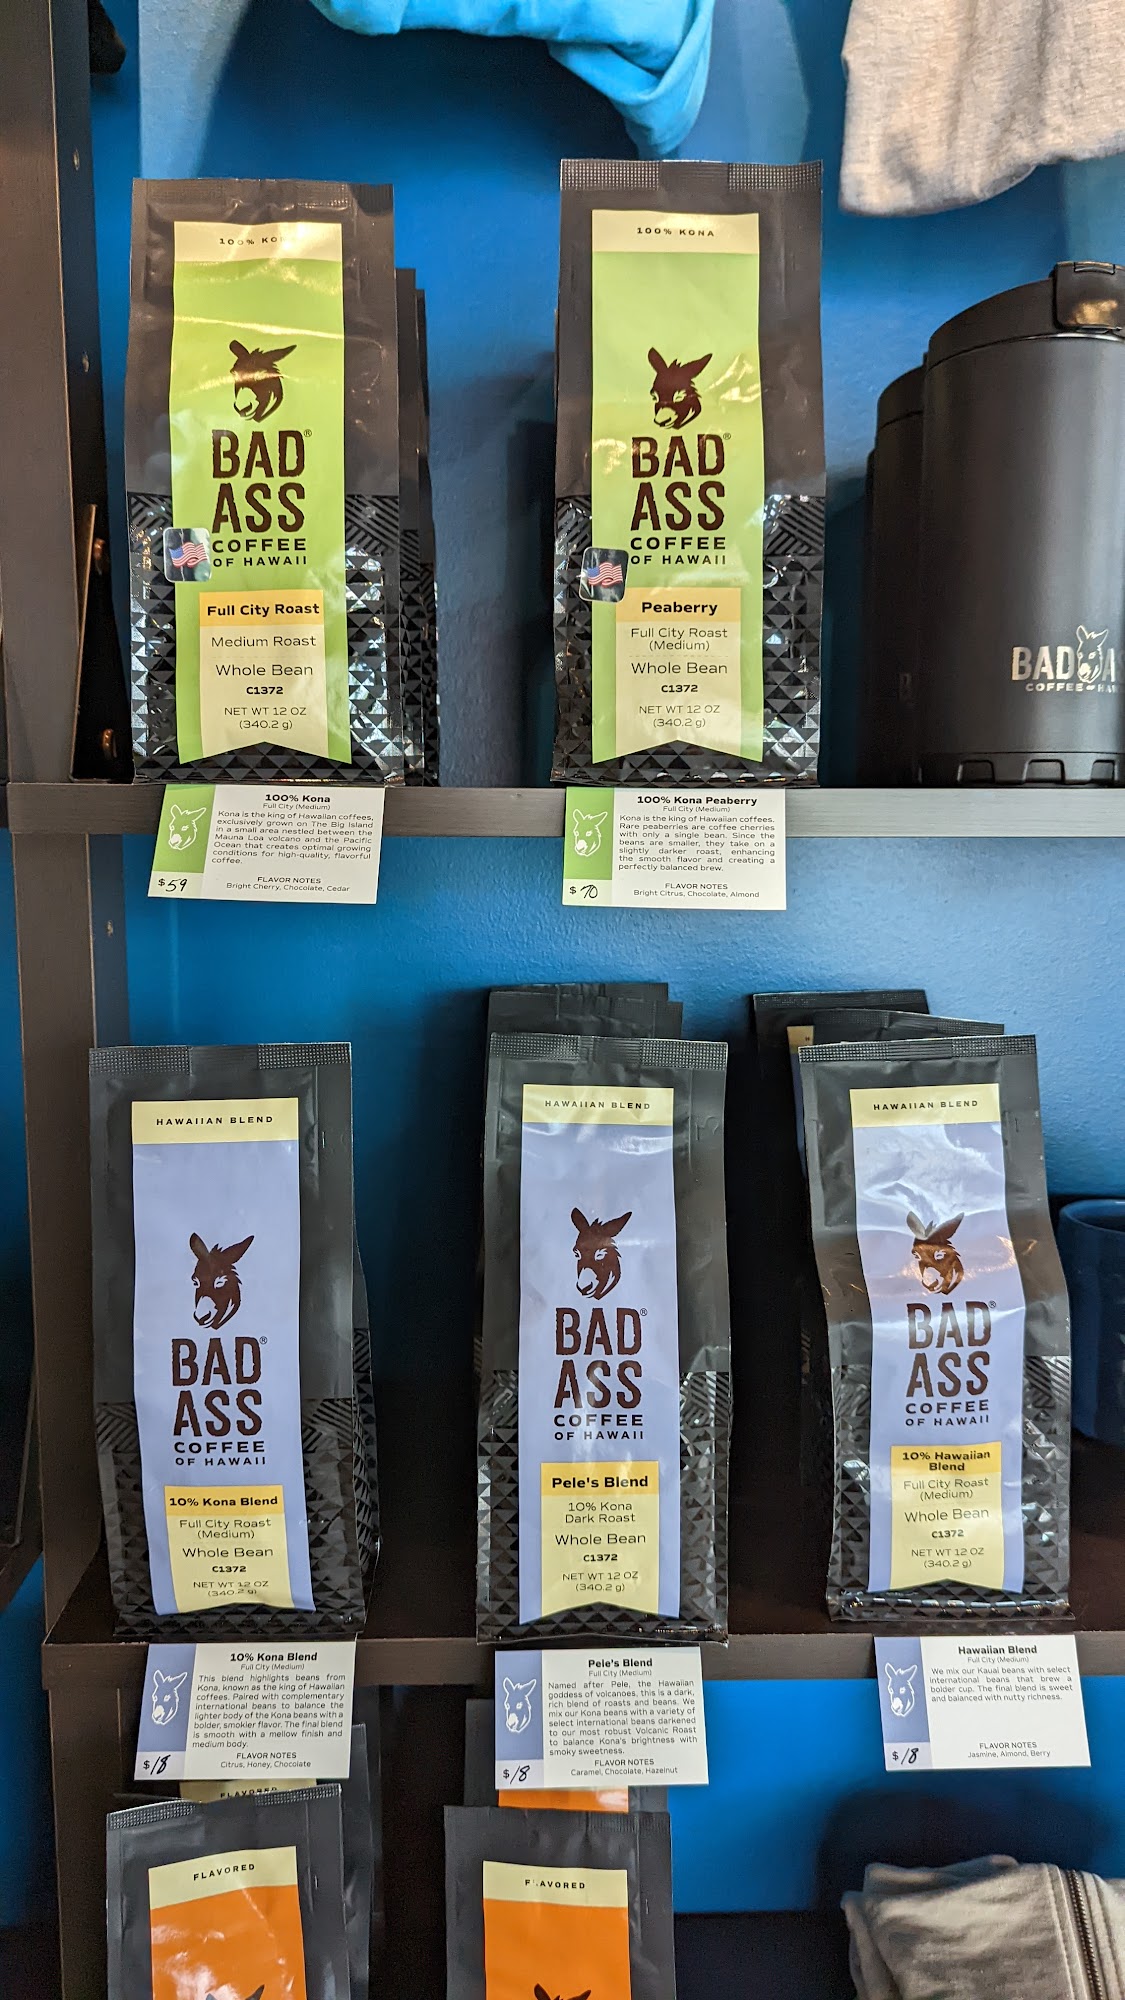 100% KO
BAD
ASS
COFFEE
OF HAWAII
Full City Roast
Medium Roast
Whole Bean
C1372
NET WT 12 OZ
(340.2 g)
100% KONA
BAD
ASS
COFFEE
OF HAWAII
Peaberry
Full City Roast
(Medium)
Whole Bean
C1372
NET WT 12 OZ
(340.2 g)
BAD A
COFFEE OF HAW
100% Kona
Full City (Medium)
Kona is the king of Hawaiian coffees,
exclusively grown on The Big Island
in a small area nestled between the
Mauna Loa volcano and the Pacific
Ocean that creates optimal growing
conditions for high-quality, flavorful
coffee.
FLAVOR NOTES
Bright Cherry, Chocolate, Cedar
$59
100% Kona Peaberry
Full City (Medium)
Kona is the king of Hawaiian coffees.
Rare peaberries are coffee cherries
with only a single bean. Since the
beans are smaller, they take on a
slightly darker roast, enhancing
the smooth flavor and creating a
perfectly balanced brew.
FLAVOR NOTES
Bright Citrus, Chocolate, Almond
$70
HAWAIIAN BLEND
BAD
ASS
COFFEE
OF HAWAII
10% Kona Blend
Full City Roast
(Medium)
Whole Bean
C1372
NET WT 12 OZ
(340.2 g)
HAWAIIAN BLEND
BAD
ASS
COFFEE
OF HAWAII
Pele's Blend
10% Kona
Dark Roast
Whole Bean
C1372
NET WT 12 OZ
(340.2 g)
HAWAIIAN BLEND
BAD
ASS
COFFEE
OF HAWAII
10% Hawaiian
Blend
Full City Roast
(Medium)
Whole Bean
C1372
NET WT 12 OZ
(340.2 g)
10% Kona Blend
Full City (Medium)
This blend highlights beans from
Kona, known as the king of Hawaiian
coffees. Paired with complementary
international beans to balance the
lighter body of the Kona beans with a
bolder, smokier flavor. The final blend
is smooth with a mellow finish and
medium body.
FLAVOR NOTES
Citrus, Honey, Chocolate
$18
Pele's Blend
Full City (Medium)
Named after Pele, the Hawaiian
goddess of volcanoes, this is a dark,
rich blend of roasts and beans. We
mix our Kona beans with a variety of
select international beans darkened
to our most robust Volcanic Roast
to balance Kona's brightness with
smoky sweetness.
FLAVOR NOTES
Caramel, Chocolate, Hazelnut
$18
Hawaiian Blend
Full City (Medium)
We mix our Kauai beans with select
international beans that brew a
bolder cup. The final blend is sweet
and balanced with nutty richness.
FLAVOR NOTES
Jasmine, Almond, Berry
$18
FLAVORED
FLAVORED
FLAVORED